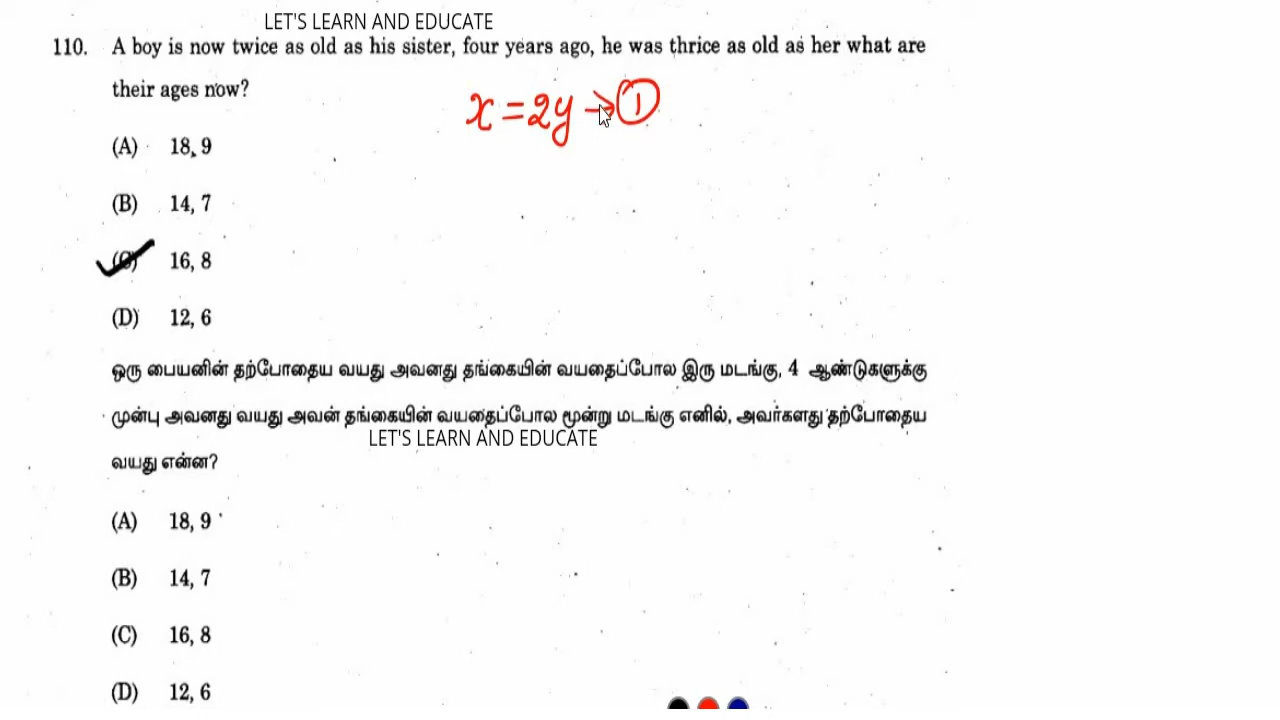 LET'S LEARN AND EDUCATE
110. A boy is now twice as old as his sister, four years ago, he was thrice as old as her what are
their ages now?
x = 2y → ①
(A) 18, 9
(B) 14, 7
(C) 16, 8
(D) 12, 6
ஒரு பையனின் தற்போதைய வயது அவனது தங்கையின் வயதைப்போல இரு மடங்கு, 4 ஆண்டுகளுக்கு
முன்பு அவனது வயது அவன் தங்கையின் வயதைப்போல மூன்று மடங்கு எனில், அவர்களது தற்போதைய
LET'S LEARN AND EDUCATE
வயது என்ன?
(A) 18, 9
(B) 14, 7
(C) 16, 8
(D) 12, 6